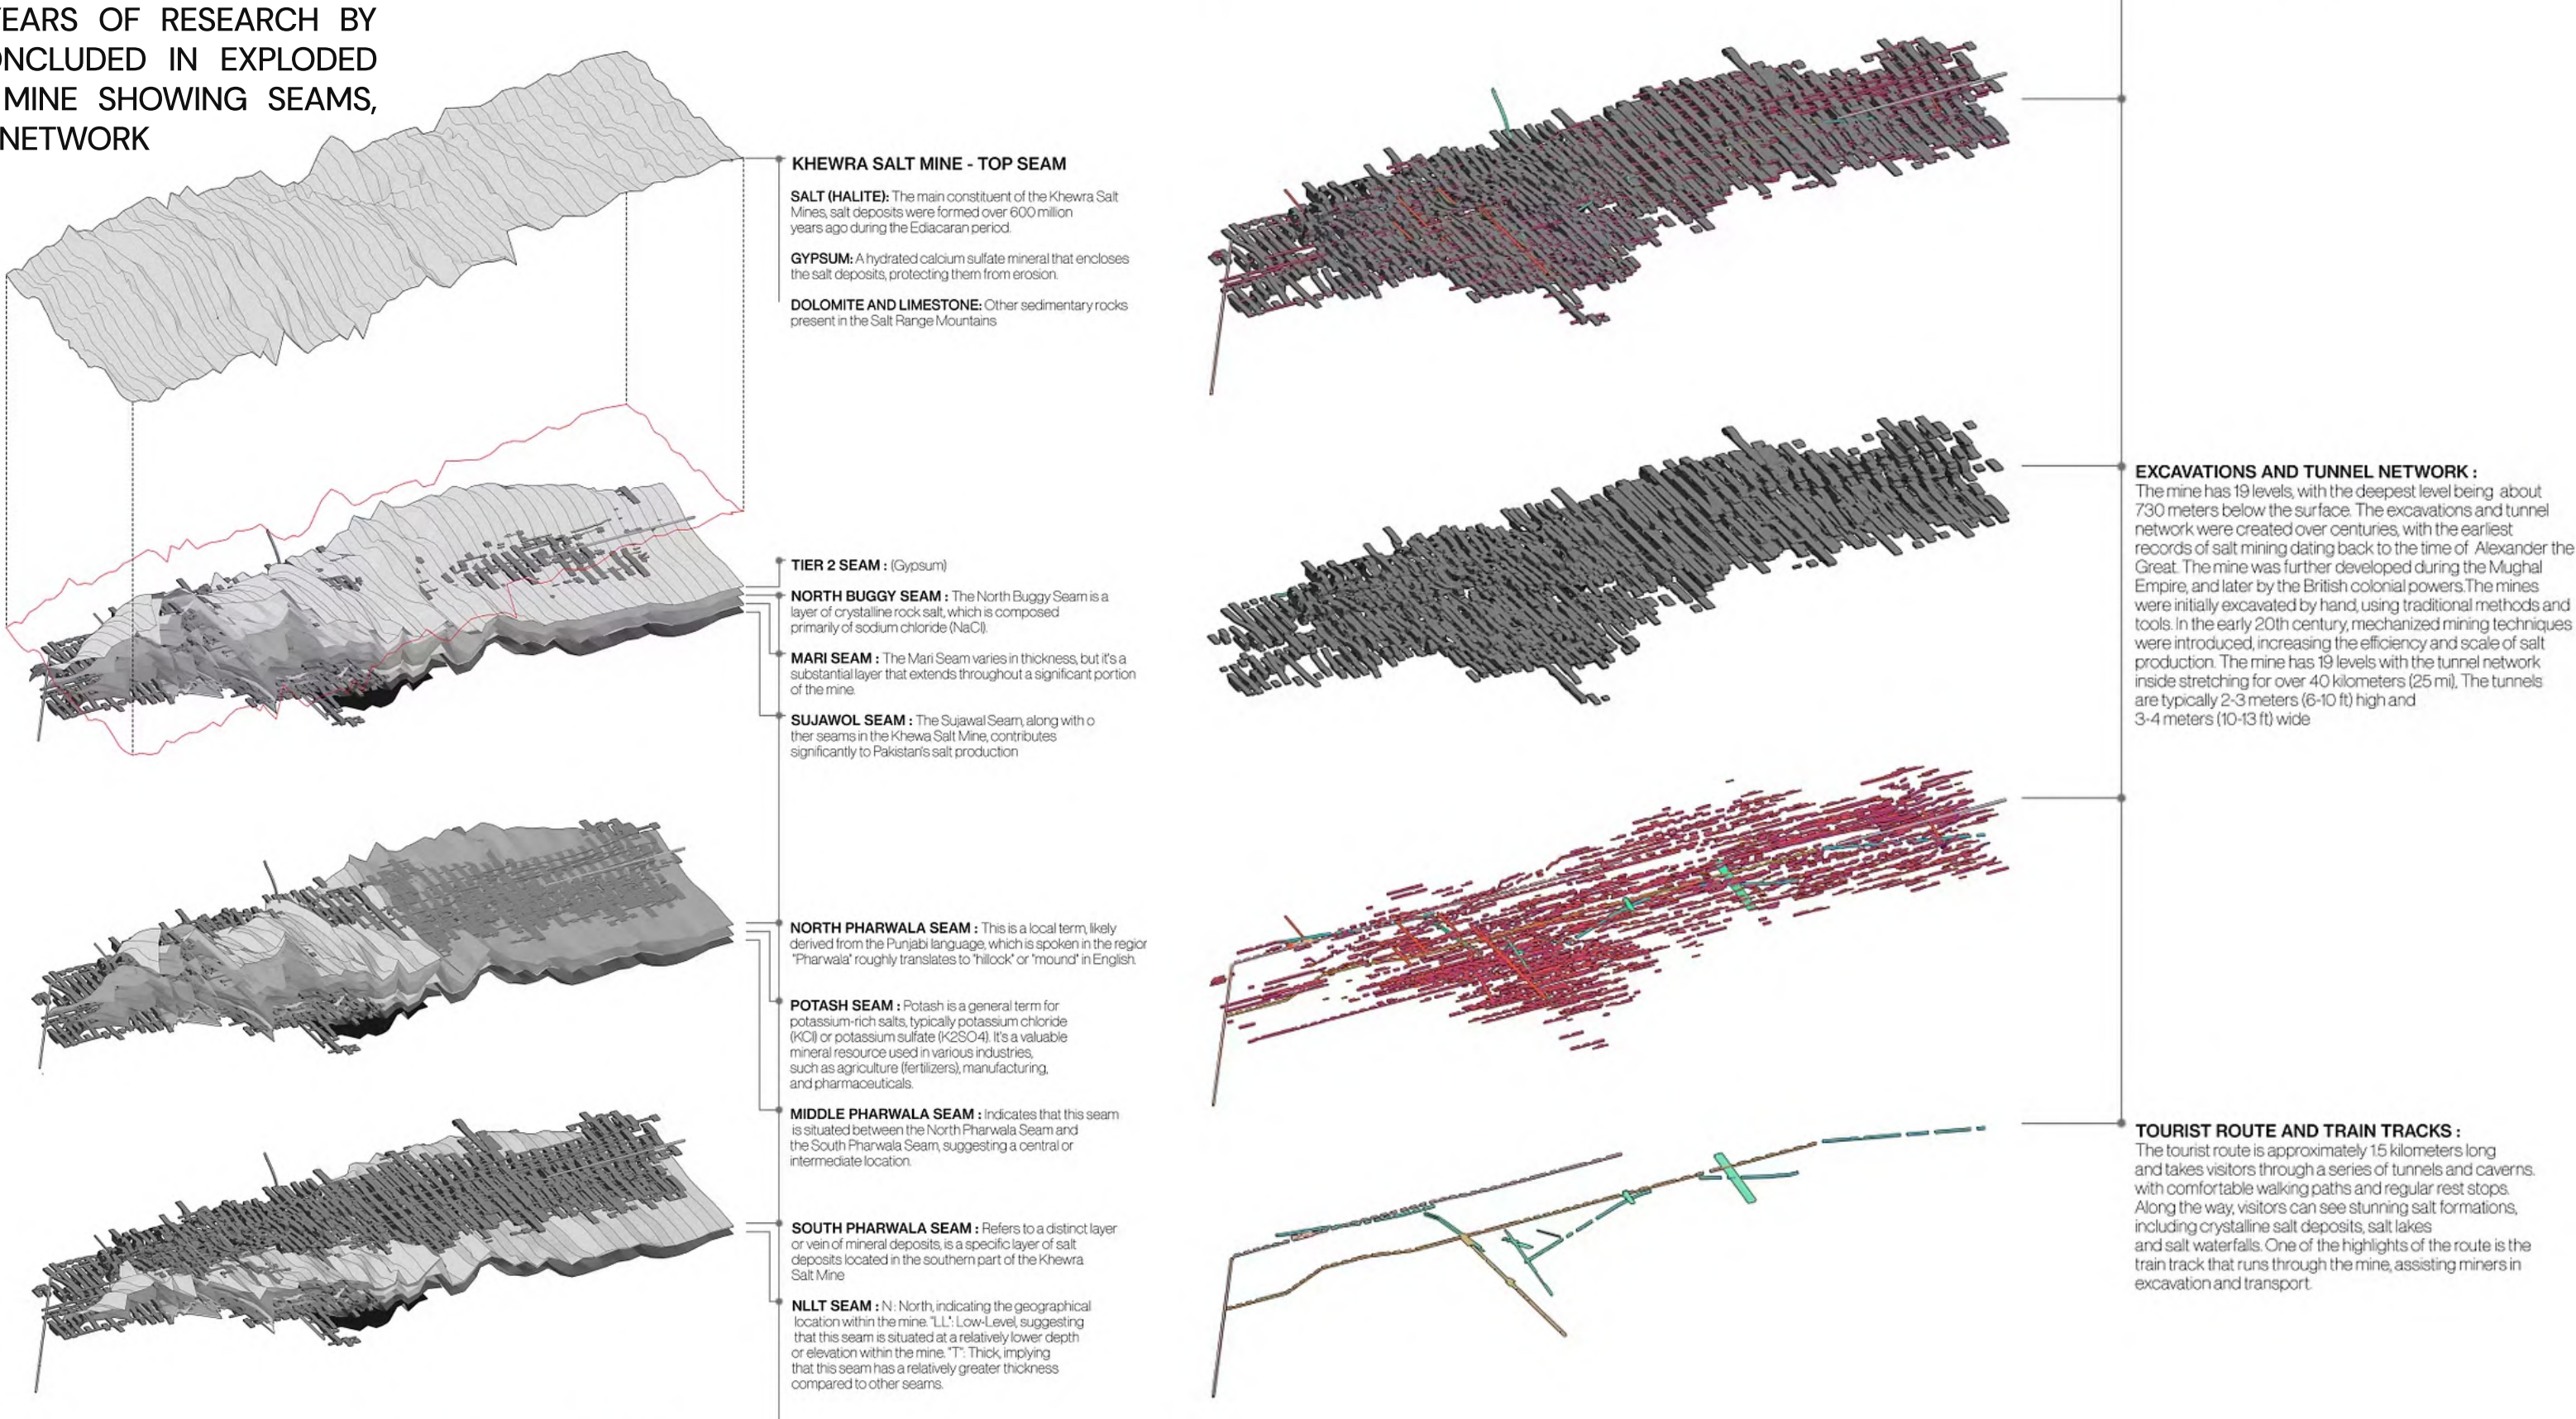 YEARS OF RESEARCH BY
ONCLUDED IN EXPLODED
MINE SHOWING SEAMS,
NETWORK
KHEWRA SALT MINE - TOP SEAM
SALT (HALITE): The main constituent of the Khewra Salt
Mines, salt deposits were formed over 600 million
years ago during the Ediacaran period.
GYPSUM: A hydrated calcium sulfate mineral that encloses
the salt deposits, protecting them from erosion.
DOLOMITE AND LIMESTONE: Other sedimentary rocks
present in the Salt Range Mountains
TIER 2 SEAM : (Gypsum)
NORTH BUGGY SEAM : The North Buggy Seam is a
layer of crystalline rock salt, which is composed
primarily of sodium chloride (NaCl).
MARI SEAM : The Mari Seam varies in thickness, but it's a
substantial layer that extends throughout a significant portion
of the mine.
SUJAWOL SEAM : The Sujawal Seam, along with o
ther seams in the Khewa Salt Mine, contributes
significantly to Pakistan's salt production
NORTH PHARWALA SEAM : This is a local term, likely
derived from the Punjabi language, which is spoken in the region
"Pharwala" roughly translates to "hillock" or "mound" in English.
POTASH SEAM : Potash is a general term for
potassium-rich salts, typically potassium chloride
(KCl) or potassium sulfate (K2SO4). It's a valuable
mineral resource used in various industries,
such as agriculture (fertilizers), manufacturing,
and pharmaceuticals.
MIDDLE PHARWALA SEAM : Indicates that this seam
is situated between the North Pharwala Seam and
the South Pharwala Seam, suggesting a central or
intermediate location.
SOUTH PHARWALA SEAM : Refers to a distinct layer
or vein of mineral deposits, is a specific layer of salt
deposits located in the southern part of the Khewra
Salt Mine
NLLT SEAM : N : North, indicating the geographical
location within the mine. "LL": Low-Level, suggesting
that this seam is situated at a relatively lower depth
or elevation within the mine. "T": Thick, implying
that this seam has a relatively greater thickness
compared to other seams.
EXCAVATIONS AND TUNNEL NETWORK :
The mine has 19 levels, with the deepest level being about
730 meters below the surface. The excavations and tunnel
network were created over centuries, with the earliest
records of salt mining dating back to the time of Alexander the
Great. The mine was further developed during the Mughal
Empire, and later by the British colonial powers.The mines
were initially excavated by hand, using traditional methods and
tools. In the early 20th century, mechanized mining techniques
were introduced, increasing the efficiency and scale of salt
production. The mine has 19 levels with the tunnel network
inside stretching for over 40 kilometers (25 mi), The tunnels
are typically 2-3 meters (6-10 ft) high and
3-4 meters (10-13 ft) wide
TOURIST ROUTE AND TRAIN TRACKS :
The tourist route is approximately 1.5 kilometers long
and takes visitors through a series of tunnels and caverns.
with comfortable walking paths and regular rest stops.
Along the way, visitors can see stunning salt formations,
including crystalline salt deposits, salt lakes
and salt waterfalls. One of the highlights of the route is the
train track that runs through the mine, assisting miners in
excavation and transport.